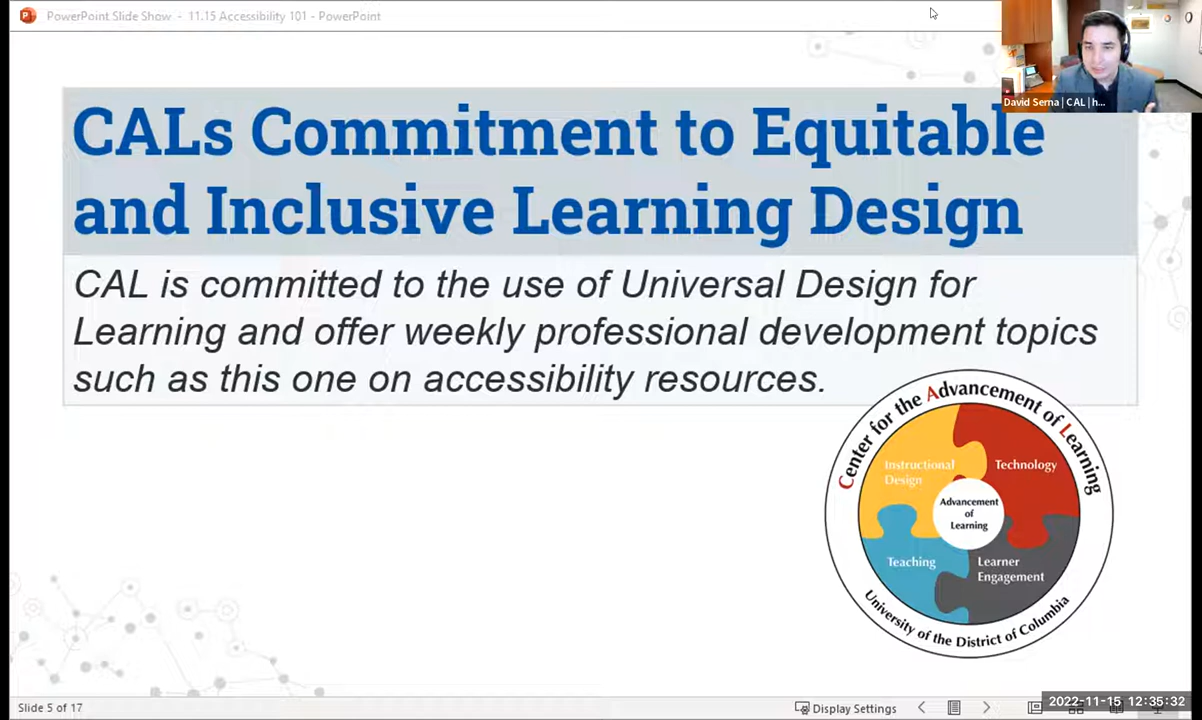 PowerPoint Slide Show - 11.15 Accessibility 101 - PowerPoint
David Serna | CAL | h...
CALs Commitment to Equitable
and Inclusive Learning Design
CAL is committed to the use of Universal Design for
Learning and offer weekly professional development topics
such as this one on accessibility resources.
Center for the Advancement of Learning
Instructional
Design
Technology
Advancement
of
Learning
Teaching
Learner
Engagement
University of the District of Columbia
Slide 5 of 17
Display Settings
2022-11-15 12:35:32